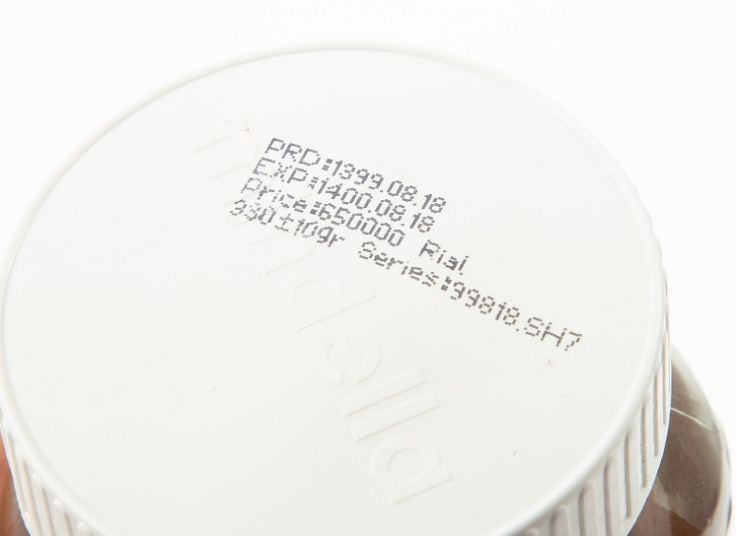 PRD:1399.08.18
EXP:1400.08.18
Price:650000 Rial
330±10gr Series:99818.SH7